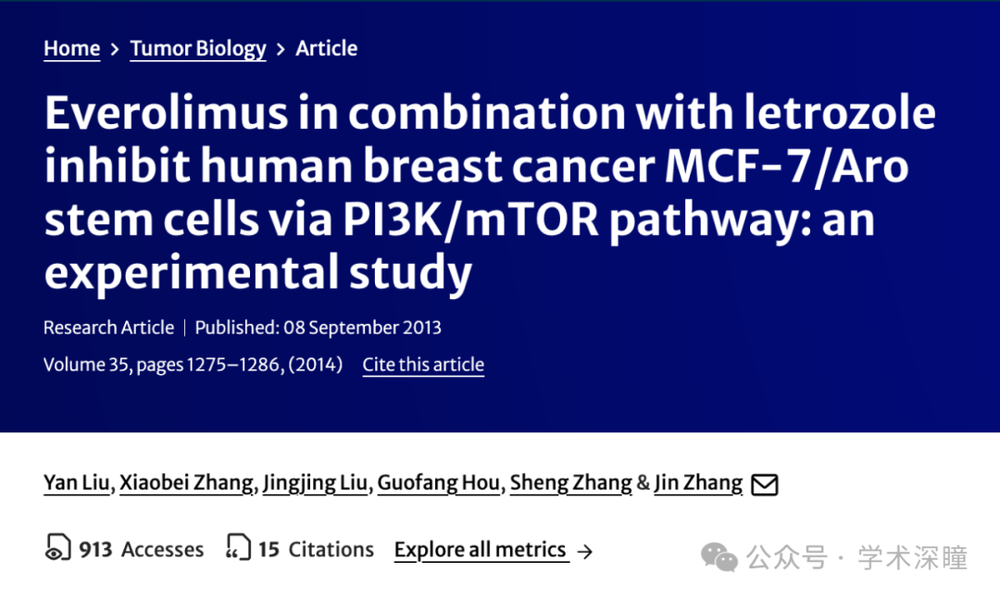 Home > Tumor Biology > Article
Everolimus in combination with letrozole
inhibit human breast cancer MCF-7/Aro
stem cells via PI3K/mTOR pathway: an
experimental study
Research Article | Published: 08 September 2013
Volume 35, pages 1275–1286, (2014) Cite this article
Yan Liu, Xiaobei Zhang, Jingjing Liu, Guofang Hou, Sheng Zhang & Jin Zhang
913 Accesses 15 Citations Explore all metrics →
公众号 · 学术深瞳